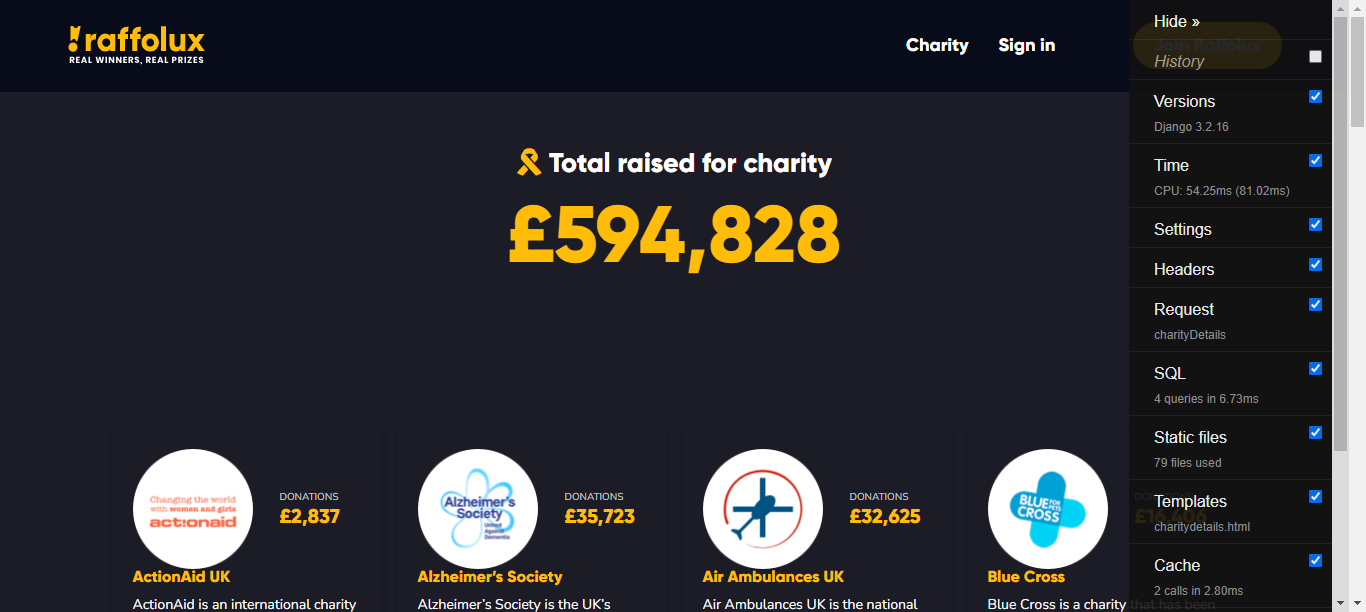 raffolux
REAL WINNERS, REAL PRIZES
Charity
Sign in
Join Raffolux
Hide »
History
Versions
Django 3.2.16
Time
CPU: 54.25ms (81.02ms)
Settings
Headers
Request
charityDetails
SQL
4 queries in 6.73ms
Static files
79 files used
Templates
charitydetails.html
Cache
2 calls in 2.80ms
Total raised for charity
£594,828
Changing the world
with women and girls
act:onaid
DONATIONS
£2,837
ActionAid UK
ActionAid is an international charity
Alzheimer's
Society
United
Against
Dementia
DONATIONS
£35,723
Alzheimer's Society
Alzheimer's Society is the UK's
DONATIONS
£32,625
Air Ambulances UK
Air Ambulances UK is the national
BLUE FOR PETS
CROSS
£16,406
Blue Cross
Blue Cross is a charity that has been